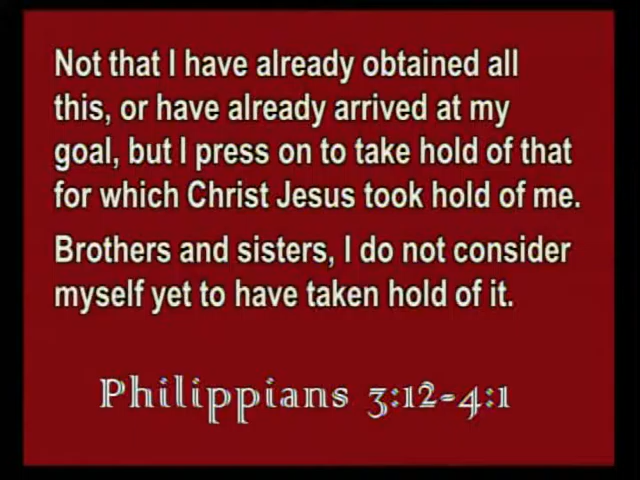 Not that I have already obtained all
this, or have already arrived at my
goal, but I press on to take hold of that
for which Christ Jesus took hold of me.
Brothers and sisters, I do not consider
myself yet to have taken hold of it.
Philippians 3:12-4:1